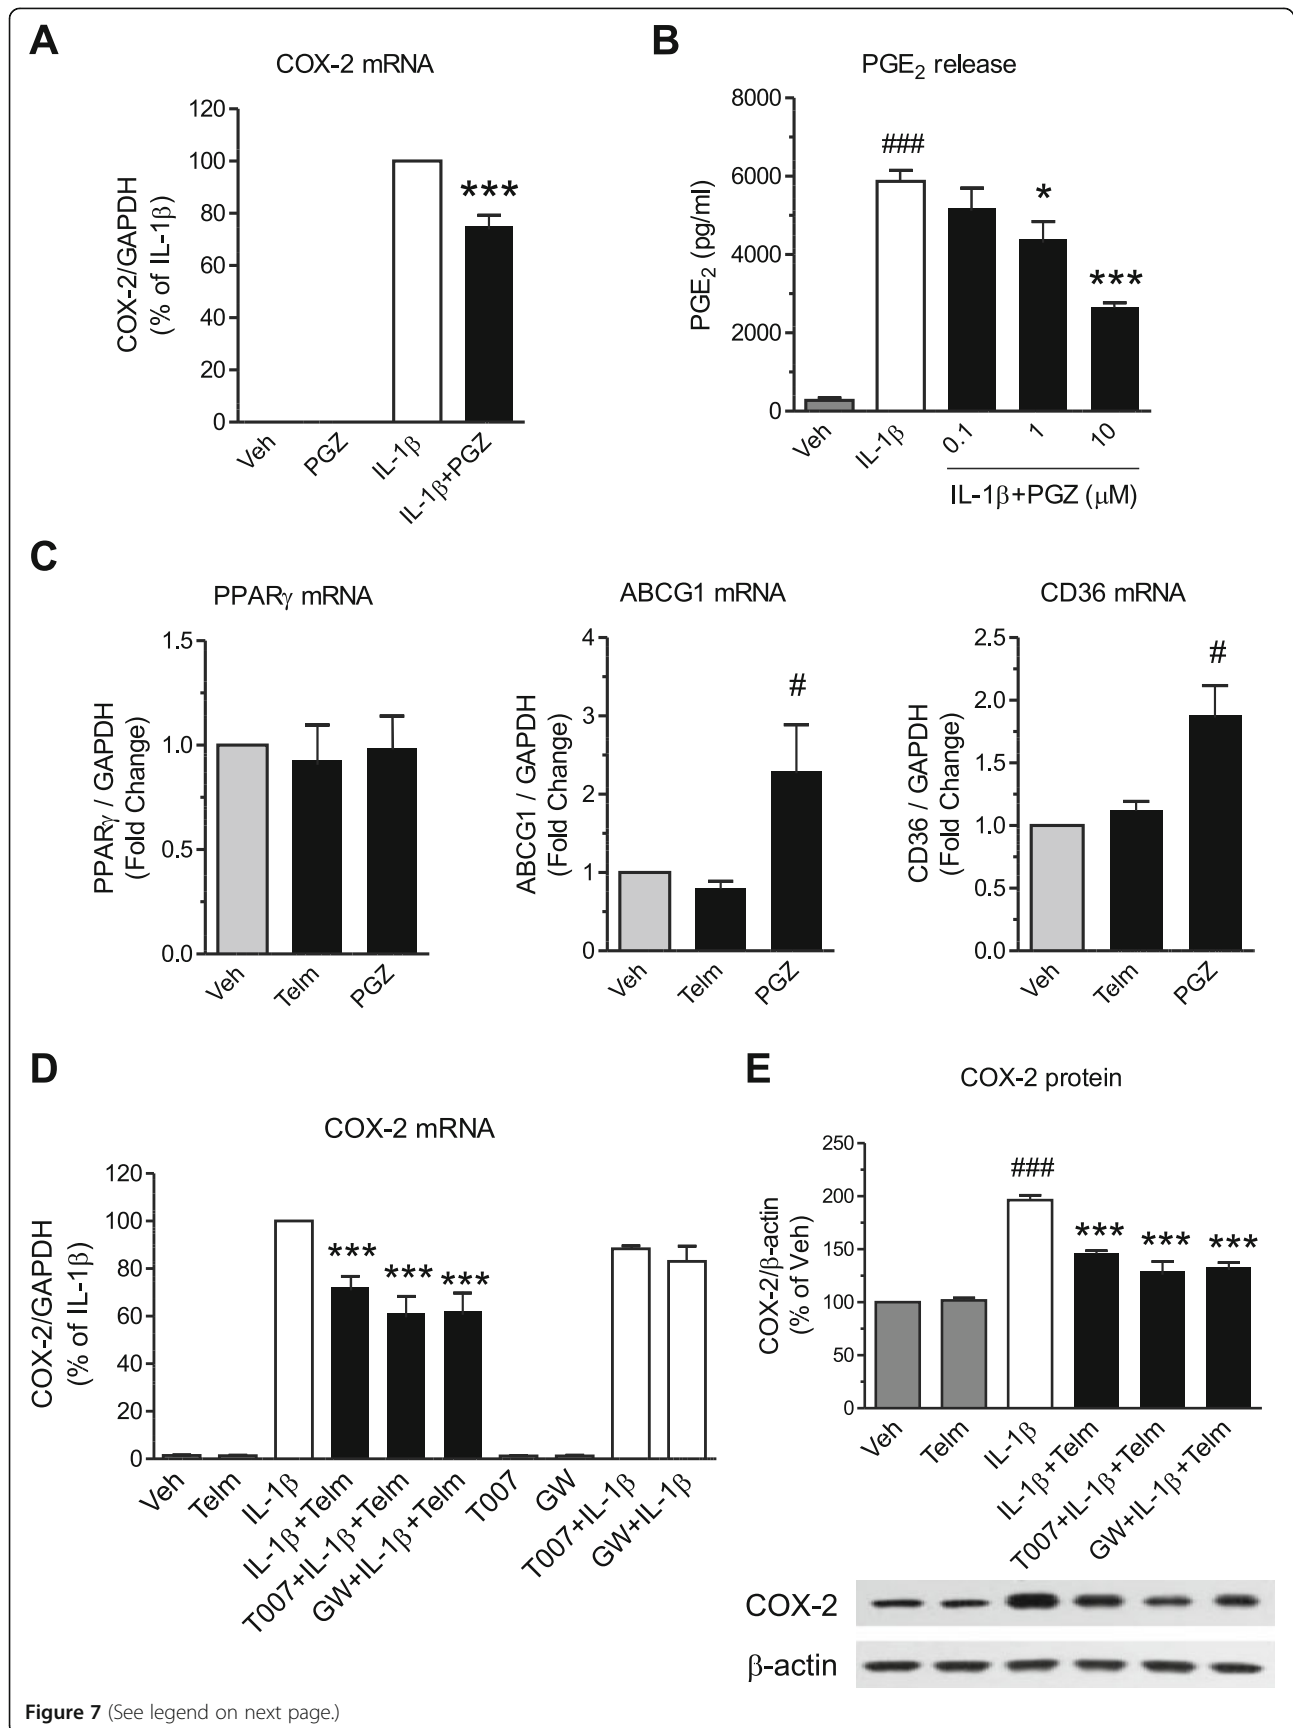 A
COX-2 mRNA
COX-2/GAPDH
(% of IL-1β)
120
100
80
60
40
20
0
***
Veh
PGZ
IL-1β
IL-1β+PGZ
B
PGE₂ release
PGE₂ (pg/ml)
8000
6000
4000
2000
0
###
*
***
Veh
IL-1β
0.1
1
10
IL-1β+PGZ (μM)
C
PPARγ mRNA
PPARγ / GAPDH
(Fold Change)
1.5
1.0
0.5
0.0
Veh
Telm
PGZ
ABCG1 mRNA
ABCG1 / GAPDH
(Fold Change)
4
3
2
1
0
#
Veh
Telm
PGZ
CD36 mRNA
CD36 / GAPDH
(Fold Change)
2.5
2.0
1.5
1.0
0.5
0.0
#
Veh
Telm
PGZ
D
COX-2 mRNA
COX-2/GAPDH
(% of IL-1β)
120
100
80
60
40
20
0
***
***
***
Veh
Telm
IL-1β
IL-1β+Telm
T007+IL-1β+Telm
GW+IL-1β+Telm
T007
GW
T007+IL-1β
GW+IL-1β
E
COX-2 protein
COX-2/β-actin
(% of Veh)
250
200
150
100
50
0
###
***
***
***
Veh
Telm
IL-1β
IL-1β+Telm
T007+IL-1β+Telm
GW+IL-1β+Telm
COX-2
β-actin
Figure 7 (See legend on next page.)